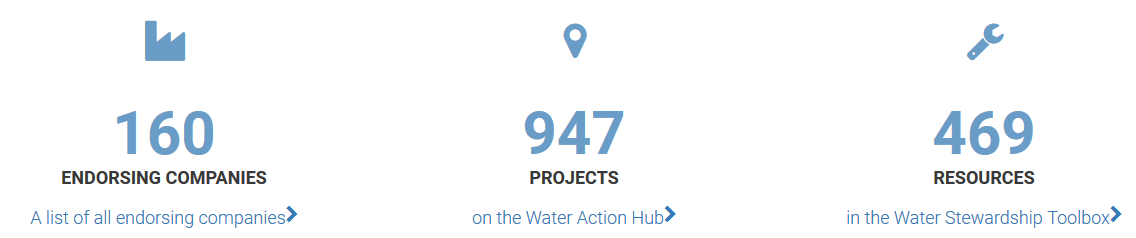 160
ENDORSING COMPANIES
A list of all endorsing companies
947
PROJECTS
on the Water Action Hub
469
RESOURCES
in the Water Stewardship Toolbox